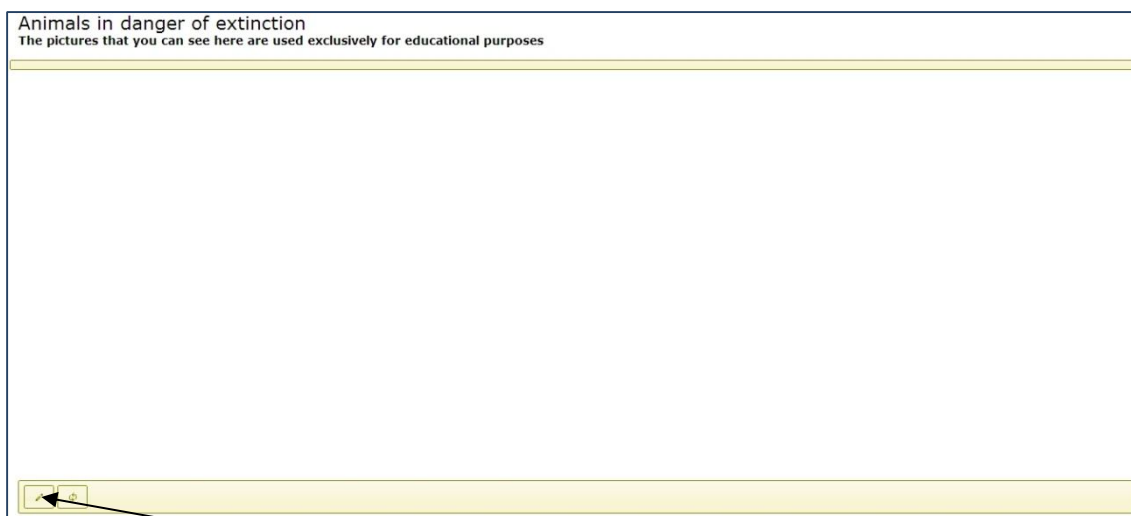 Animals in danger of extinction
The pictures that you can see here are used exclusively for educational purposes